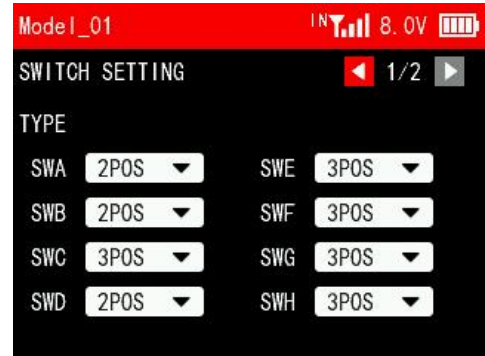 Model_01 IN 8.0V
SWITCH SETTING 1/2
TYPE
SWA 2POS SWE 3POS
SWB 2POS SWF 3POS
SWC 3POS SWG 3POS
SWD 2POS SWH 3POS